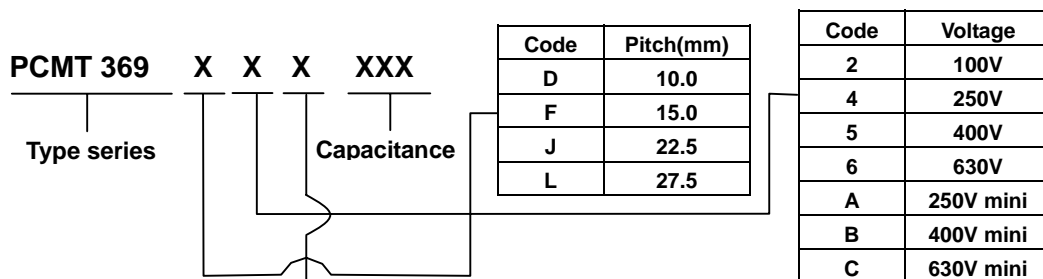 PCMT 369 X X X XXX
Type series
Capacitance
Code Pitch(mm)
D 10.0
F 15.0
J 22.5
L 27.5
Code Voltage
2 100V
4 250V
5 400V
6 630V
A 250V mini
B 400V mini
C 630V mini